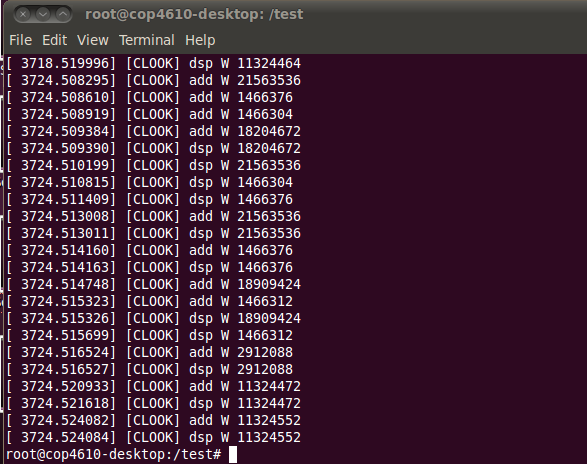 root@cop4610-desktop: /test
File Edit View Terminal Help
[ 3718.519996] [CLOOK] dsp W 11324464
[ 3724.508295] [CLOOK] add W 21563536
[ 3724.508610] [CLOOK] add W 1466376
[ 3724.508919] [CLOOK] add W 1466304
[ 3724.509384] [CLOOK] add W 18204672
[ 3724.509390] [CLOOK] dsp W 18204672
[ 3724.510199] [CLOOK] dsp W 21563536
[ 3724.510815] [CLOOK] dsp W 1466304
[ 3724.511409] [CLOOK] dsp W 1466376
[ 3724.513008] [CLOOK] add W 21563536
[ 3724.513011] [CLOOK] dsp W 21563536
[ 3724.514160] [CLOOK] add W 1466376
[ 3724.514163] [CLOOK] dsp W 1466376
[ 3724.514748] [CLOOK] add W 18909424
[ 3724.515323] [CLOOK] add W 1466312
[ 3724.515326] [CLOOK] dsp W 18909424
[ 3724.515699] [CLOOK] dsp W 1466312
[ 3724.516524] [CLOOK] add W 2912088
[ 3724.516527] [CLOOK] dsp W 2912088
[ 3724.520933] [CLOOK] add W 11324472
[ 3724.521618] [CLOOK] dsp W 11324472
[ 3724.524082] [CLOOK] add W 11324552
[ 3724.524084] [CLOOK] dsp W 11324552
root@cop4610-desktop:/test#